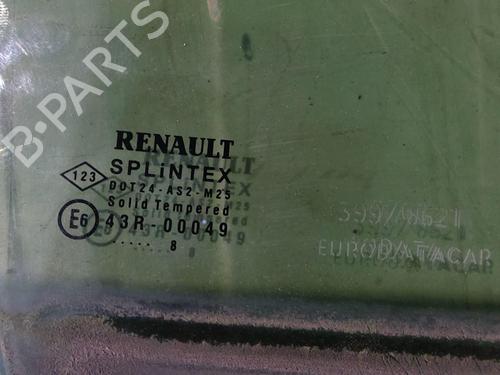 B-PARTS
RENAULT
SPLiNTEX
123
DOT24-AS2-M25
Solid Tempered
E6 43R 00049
.... 8
EURODATACAR